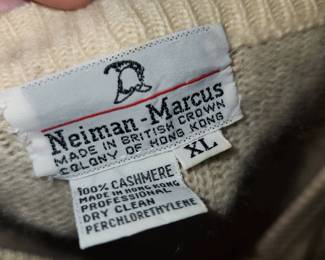 Neiman-Marcus
MADE IN BRITISH CROWN
COLONY OF HONG KONG
XL
100% CASHMERE
MADE IN HONG KONG
PROFESSIONAL
DRY CLEAN
PERCHLORETHYLENE